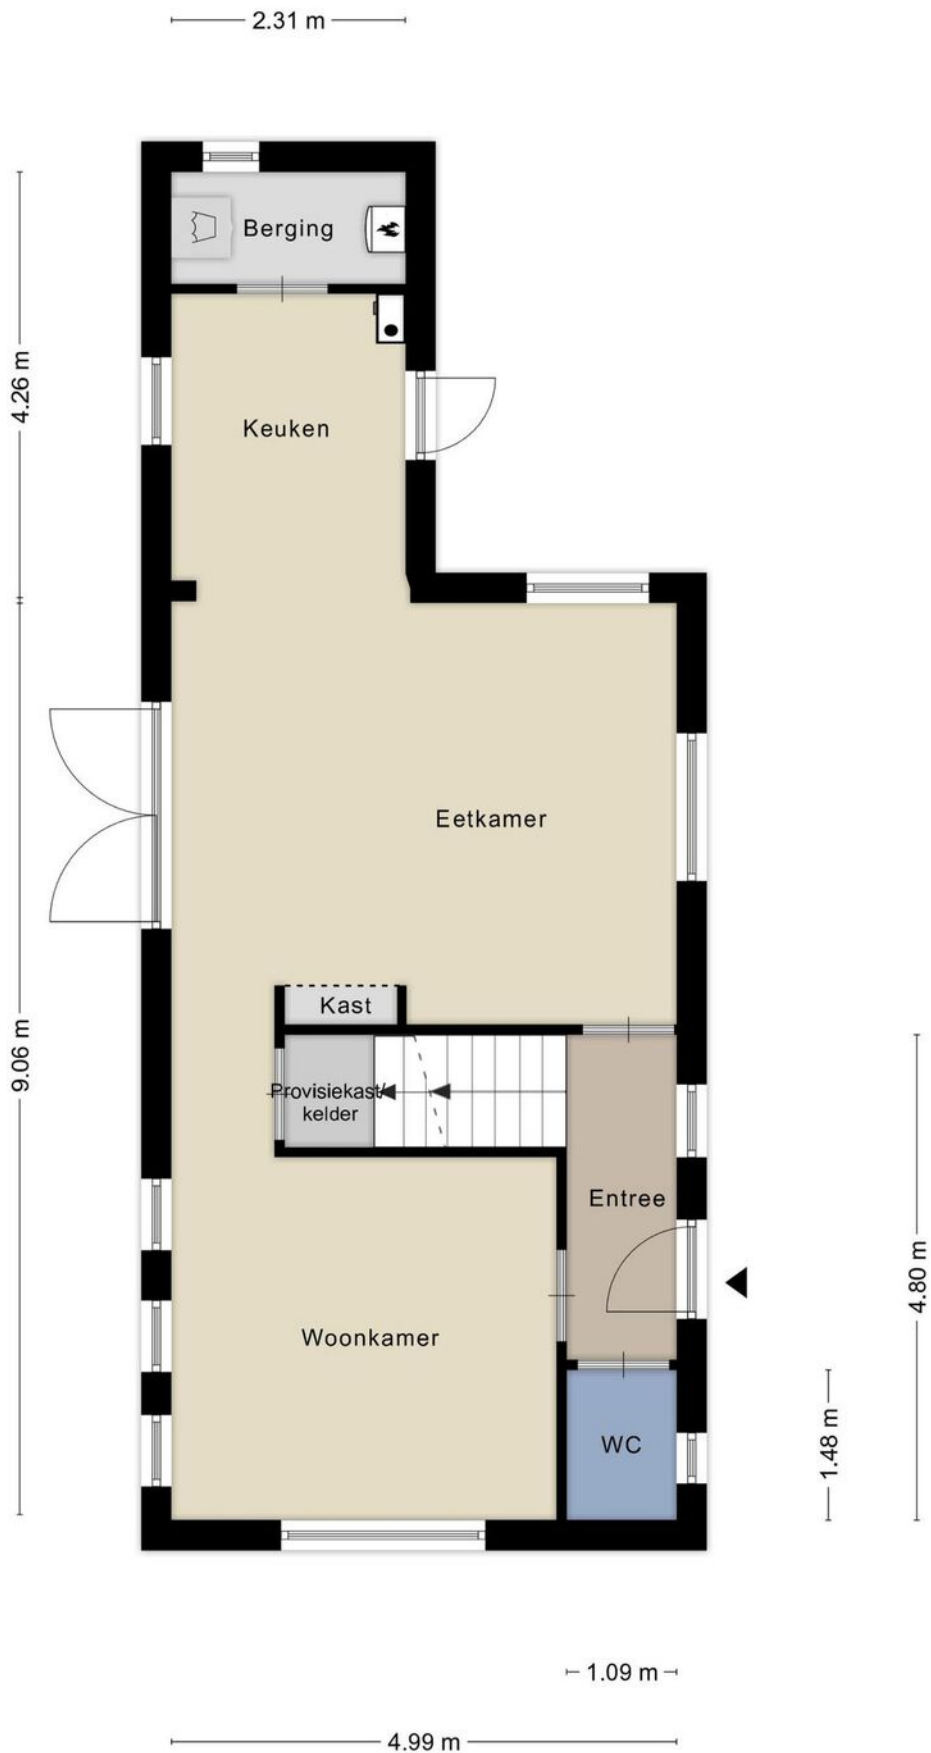 2.31 m
Berging
4.26 m
Keuken
Eetkamer
Kast
9.06 m
Provisiekast/
kelder
Entree
4.80 m
Woonkamer
1.48 m
WC
1.09 m
4.99 m